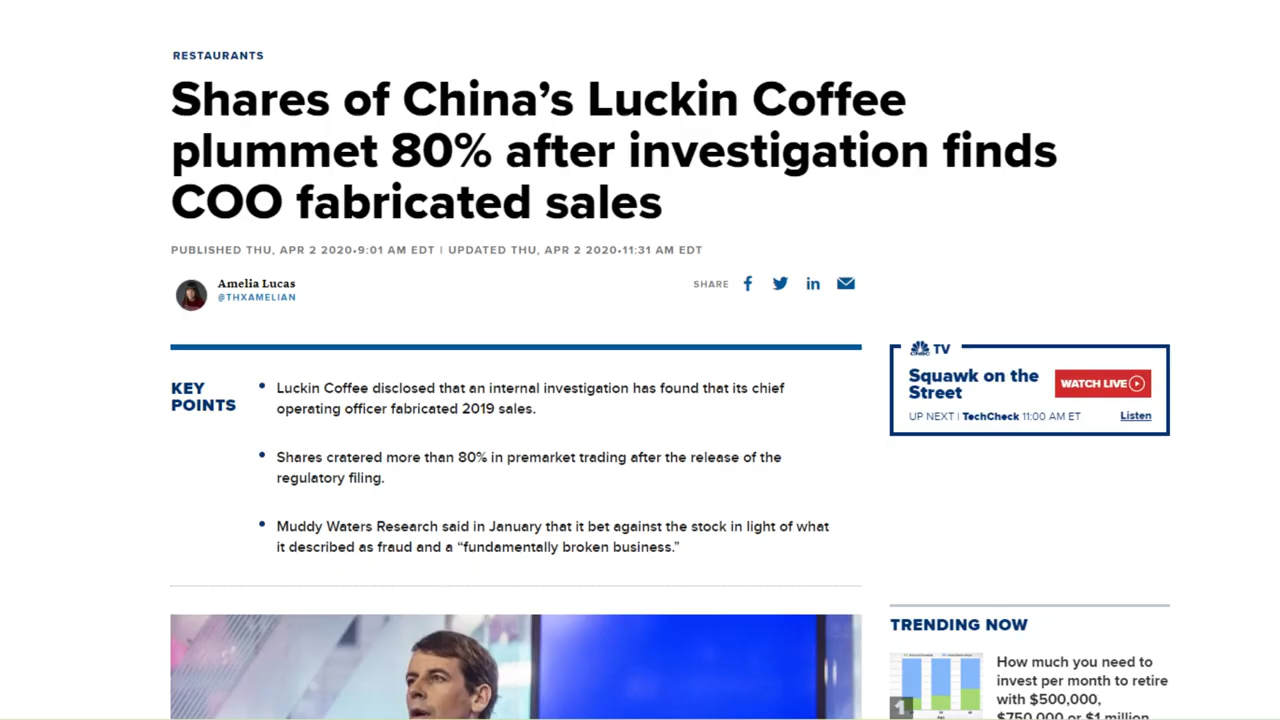 RESTAURANTS
Shares of China’s Luckin Coffee
plummet 80% after investigation finds
COO fabricated sales
PUBLISHED THU, APR 2 2020•9:01 AM EDT | UPDATED THU, APR 2 2020•11:31 AM EDT
Amelia Lucas
@THXAMELIAN
SHARE
KEY
POINTS
• Luckin Coffee disclosed that an internal investigation has found that its chief
operating officer fabricated 2019 sales.
• Shares cratered more than 80% in premarket trading after the release of the
regulatory filing.
• Muddy Waters Research said in January that it bet against the stock in light of what
it described as fraud and a “fundamentally broken business.”
CNBC TV
Squawk on the
Street
WATCH LIVE
UP NEXT | TechCheck 11:00 AM ET
Listen
TRENDING NOW
1
How much you need to
invest per month to retire
with $500,000,
$750,000 or $1 million